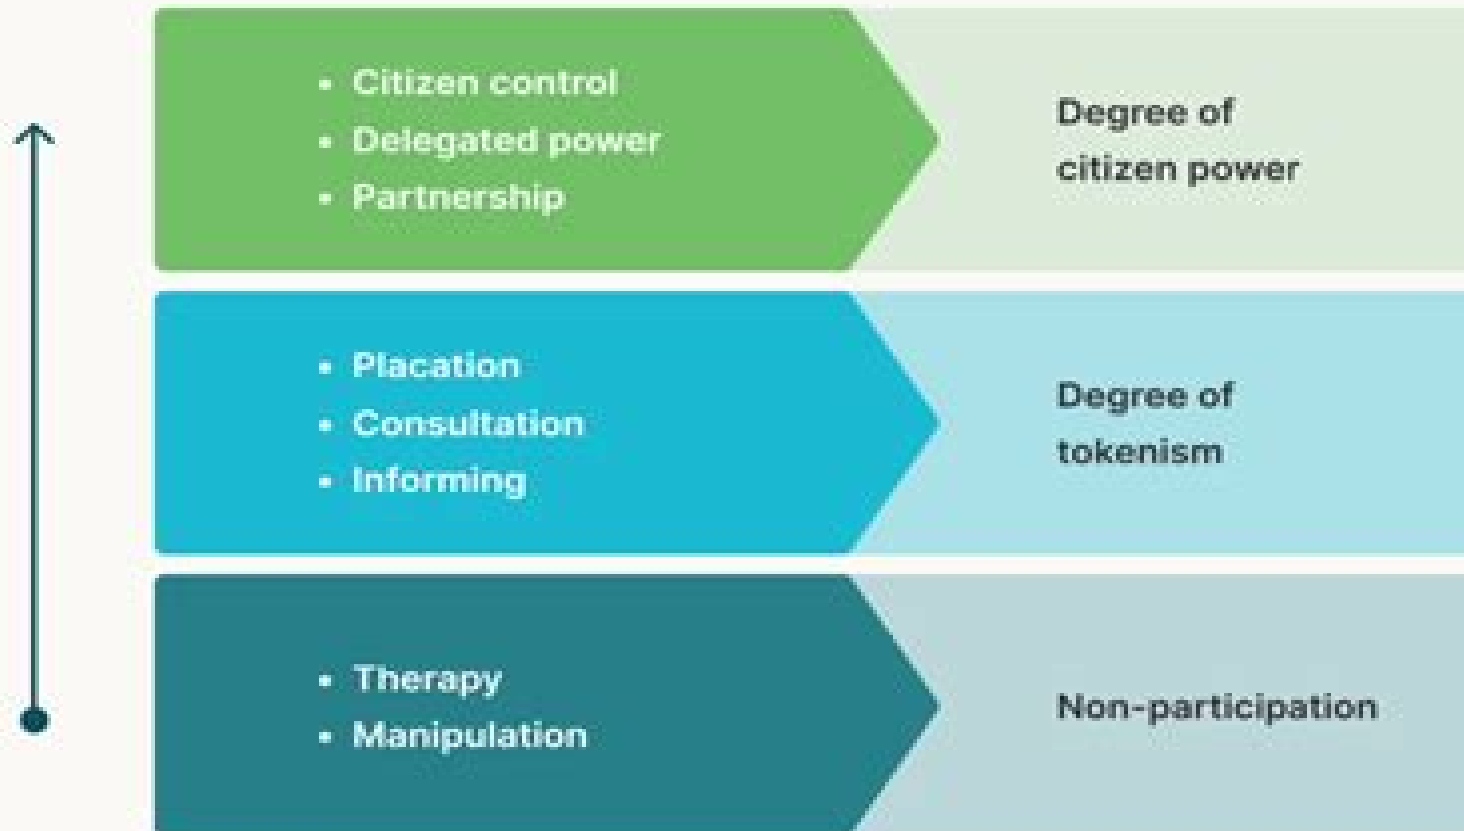 • Citizen control
• Delegated power
• Partnership
Degree of
citizen power
• Placation
• Consultation
• Informing
Degree of
tokenism
• Therapy
• Manipulation
Non-participation